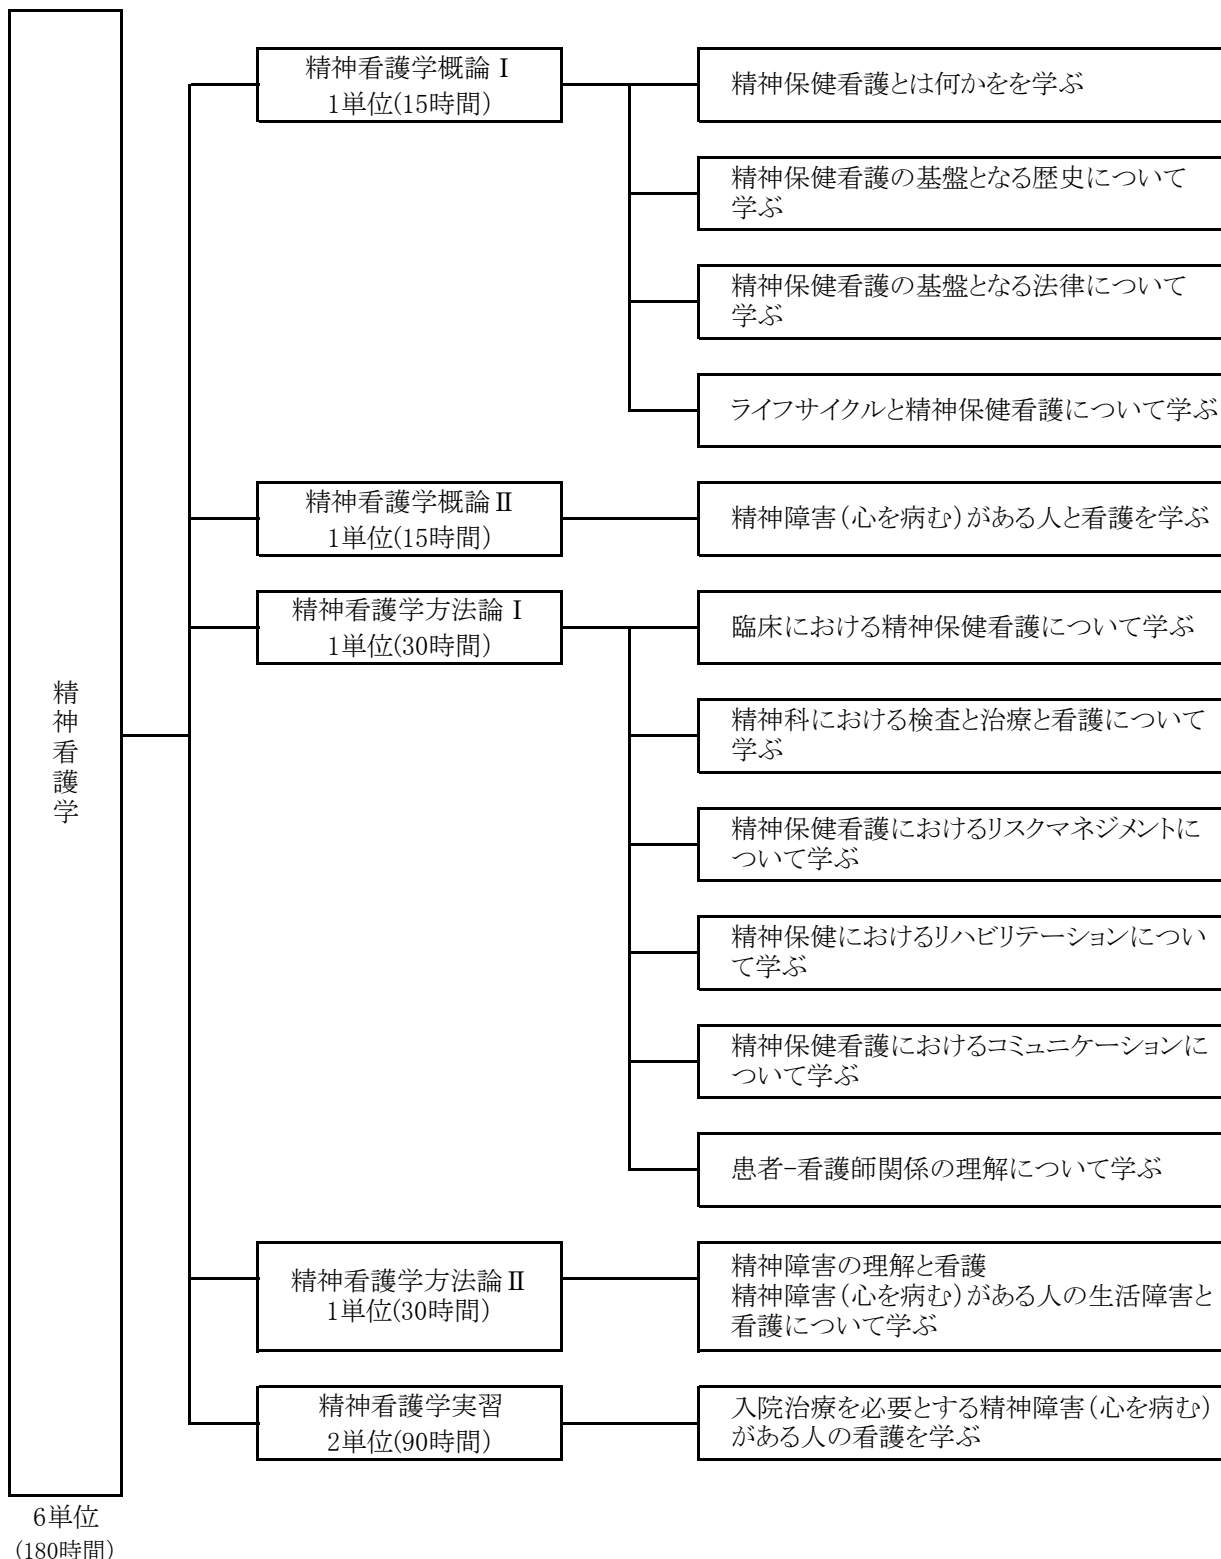 精神看護学概論Ⅰ
1単位(15時間)
精神保健看護とは何かをを学ぶ
精神保健看護の基盤となる歴史について
学ぶ
精神保健看護の基盤となる法律について
学ぶ
ライフサイクルと精神保健看護について学ぶ
精神看護学概論Ⅱ
1単位(15時間)
精神障害(心を病む)がある人と看護を学ぶ
精神看護学方法論Ⅰ
1単位(30時間)
臨床における精神保健看護について学ぶ
精神科における検査と治療と看護について
学ぶ
精神保健看護におけるリスクマネジメントに
ついて学ぶ
精神保健におけるリハビリテーションについ
て学ぶ
精神保健看護におけるコミュニケーションに
ついて学ぶ
患者-看護師関係の理解について学ぶ
精神看護学方法論Ⅱ
1単位(30時間)
精神障害の理解と看護
精神障害(心を病む)がある人の生活障害と
看護について学ぶ
精神看護学実習
2単位(90時間)
入院治療を必要とする精神障害(心を病む)
がある人の看護を学ぶ
精神看護学
6単位
(180時間)